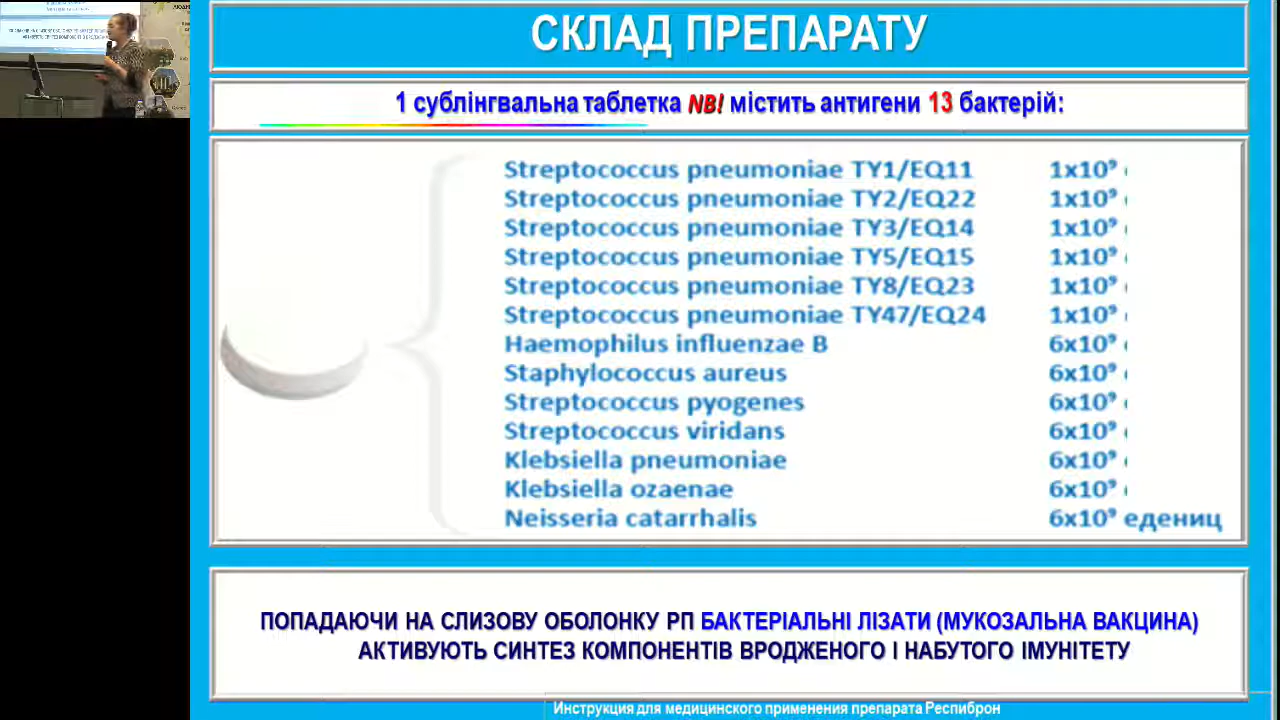 СКЛАД ПРЕПАРАТУ
1 сублінгвальна таблетка NB! містить антигени 13 бактерій:
Streptococcus pneumoniae TY1/EQ11 1x10⁹
Streptococcus pneumoniae TY2/EQ22 1x10⁹
Streptococcus pneumoniae TY3/EQ14 1x10⁹
Streptococcus pneumoniae TY5/EQ15 1x10⁹
Streptococcus pneumoniae TY8/EQ23 1x10⁹
Streptococcus pneumoniae TY47/EQ24 1x10⁹
Haemophilus influenzae B 6x10⁹
Staphylococcus aureus 6x10⁹
Streptococcus pyogenes 6x10⁹
Streptococcus viridans 6x10⁹
Klebsiella pneumoniae 6x10⁹
Klebsiella ozaenae 6x10⁹
Neisseria catarrhalis 6x10⁹ едениц
ПОПАДАЮЧИ НА СЛИЗОВУ ОБОЛОНКУ РП БАКТЕРІАЛЬНІ ЛІЗАТИ (МУКОЗАЛЬНА ВАКЦИНА)
АКТИВУЮТЬ СИНТЕЗ КОМПОНЕНТІВ ВРОДЖЕНОГО І НАБУТОГО ІМУНІТЕТУ
Инструкция для медицинского применения препарата Респиброн